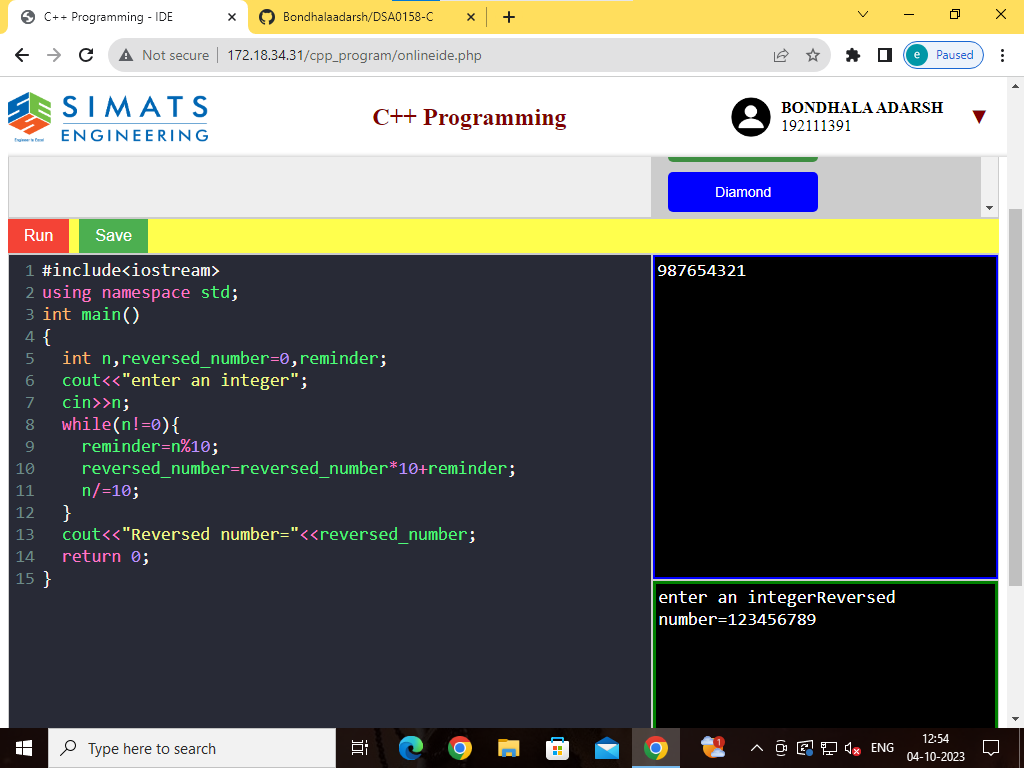 C++ Programming - IDE
Bondhalaadarsh/DSA0158-C
Not secure
172.18.34.31/cpp_program/onlineide.php
e
Paused
SIMATS
ENGINEERING
Engineer to Excel
C++ Programming
BONDHALA ADARSH
192111391
Diamond
Run
Save
1 #include<iostream>
2 using namespace std;
3 int main()
4 {
5 int n,reversed_number=0,reminder;
6 cout<<"enter an integer";
7 cin>>n;
8 while(n!=0){
9 reminder=n%10;
10 reversed_number=reversed_number*10+reminder;
11 n/=10;
12 }
13 cout<<"Reversed number="<<reversed_number;
14 return 0;
15 }
987654321
enter an integerReversed
number=123456789
Type here to search
1
ENG
12:54
04-10-2023